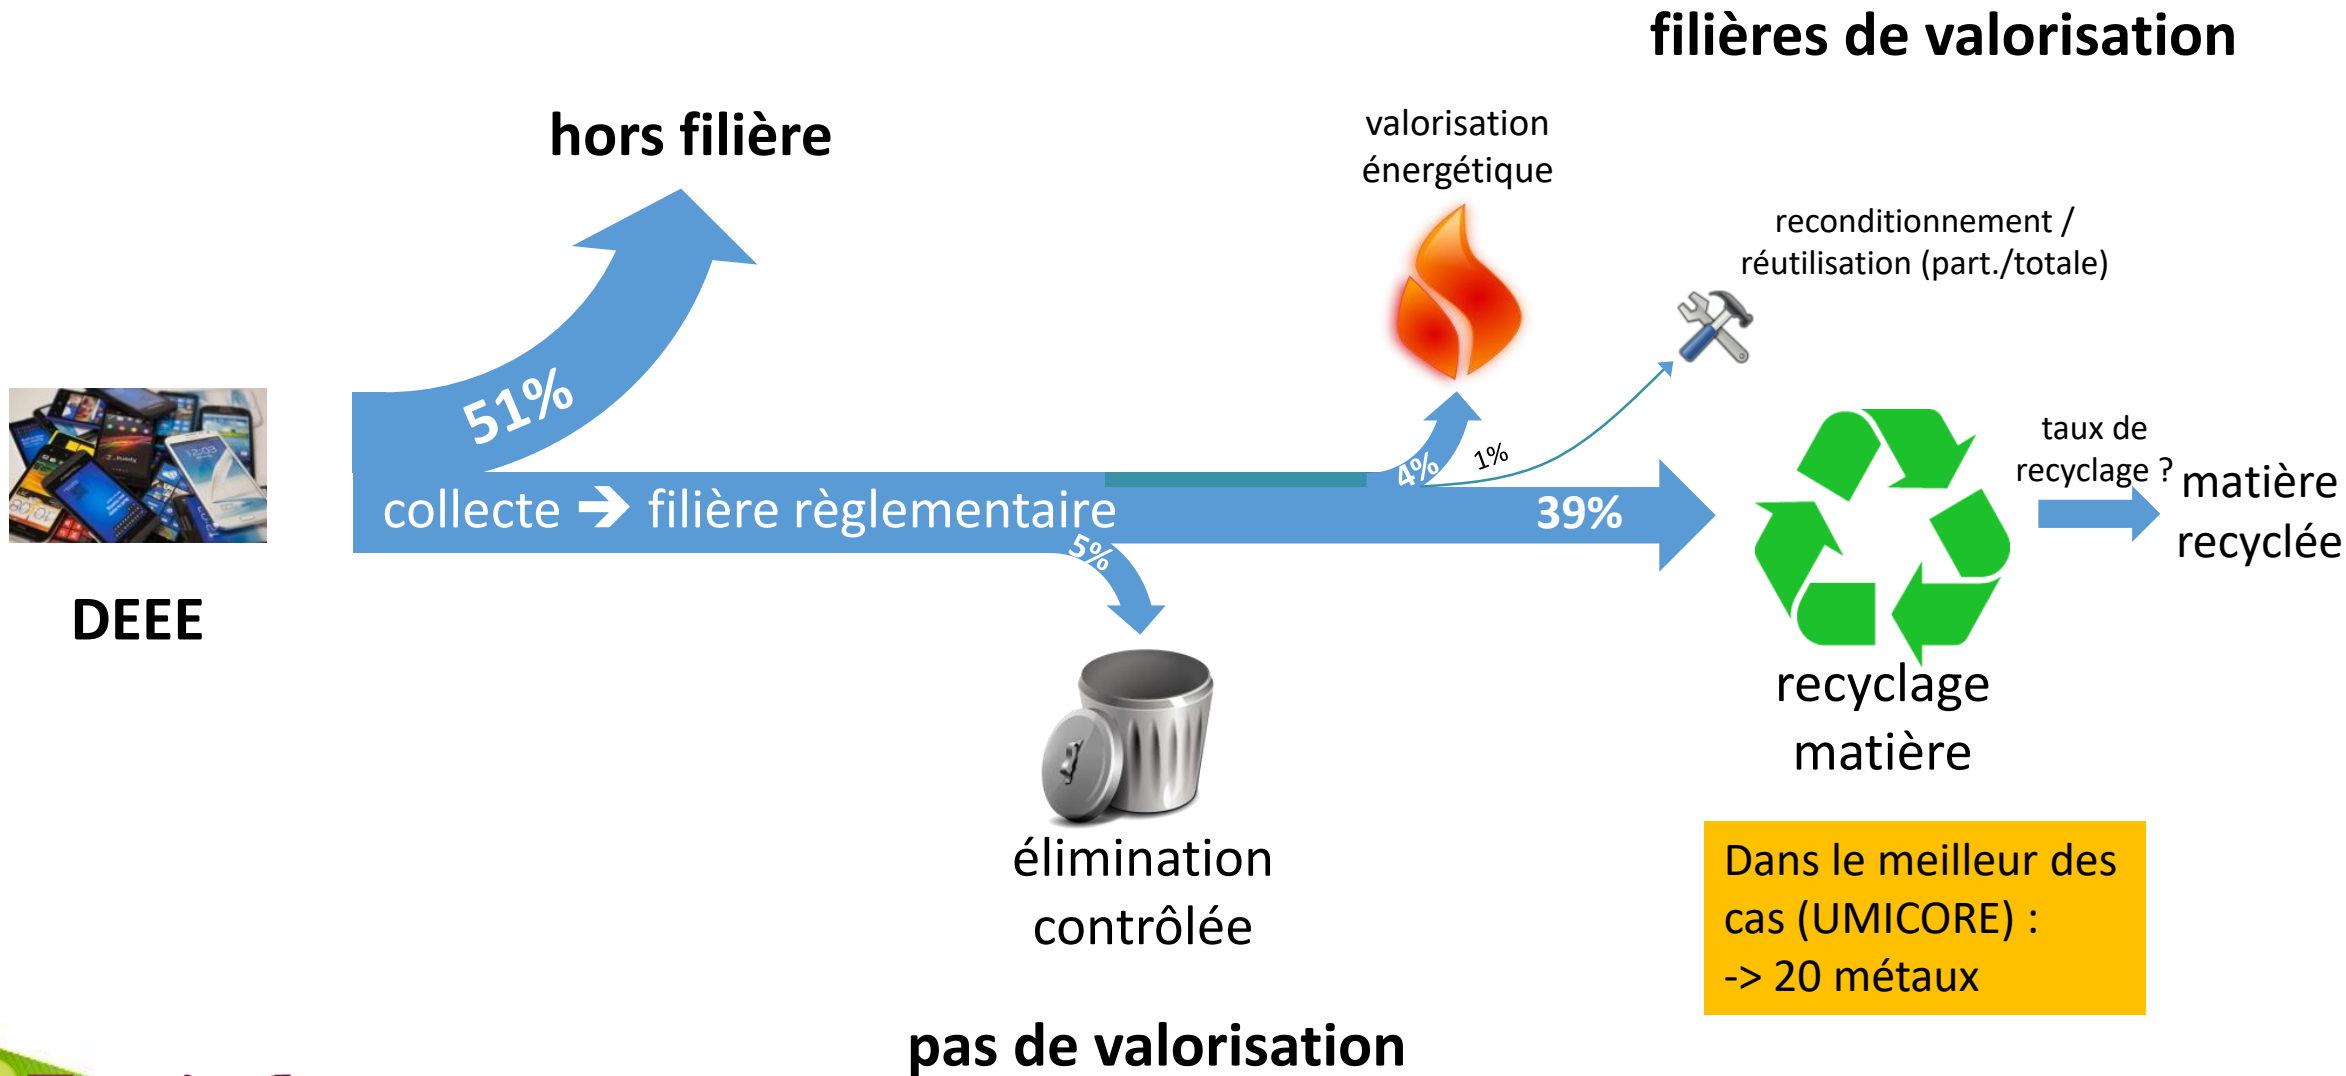 filières de valorisation
hors filière
valorisation
énergétique
reconditionnement /
réutilisation (part./totale)
51%
4%
1%
taux de
recyclage ?
matière
recyclée
collecte ➔ filière règlementaire
39%
5%
DEEE
recyclage
matière
élimination
contrôlée
Dans le meilleur des
cas (UMICORE) :
-> 20 métaux
pas de valorisation